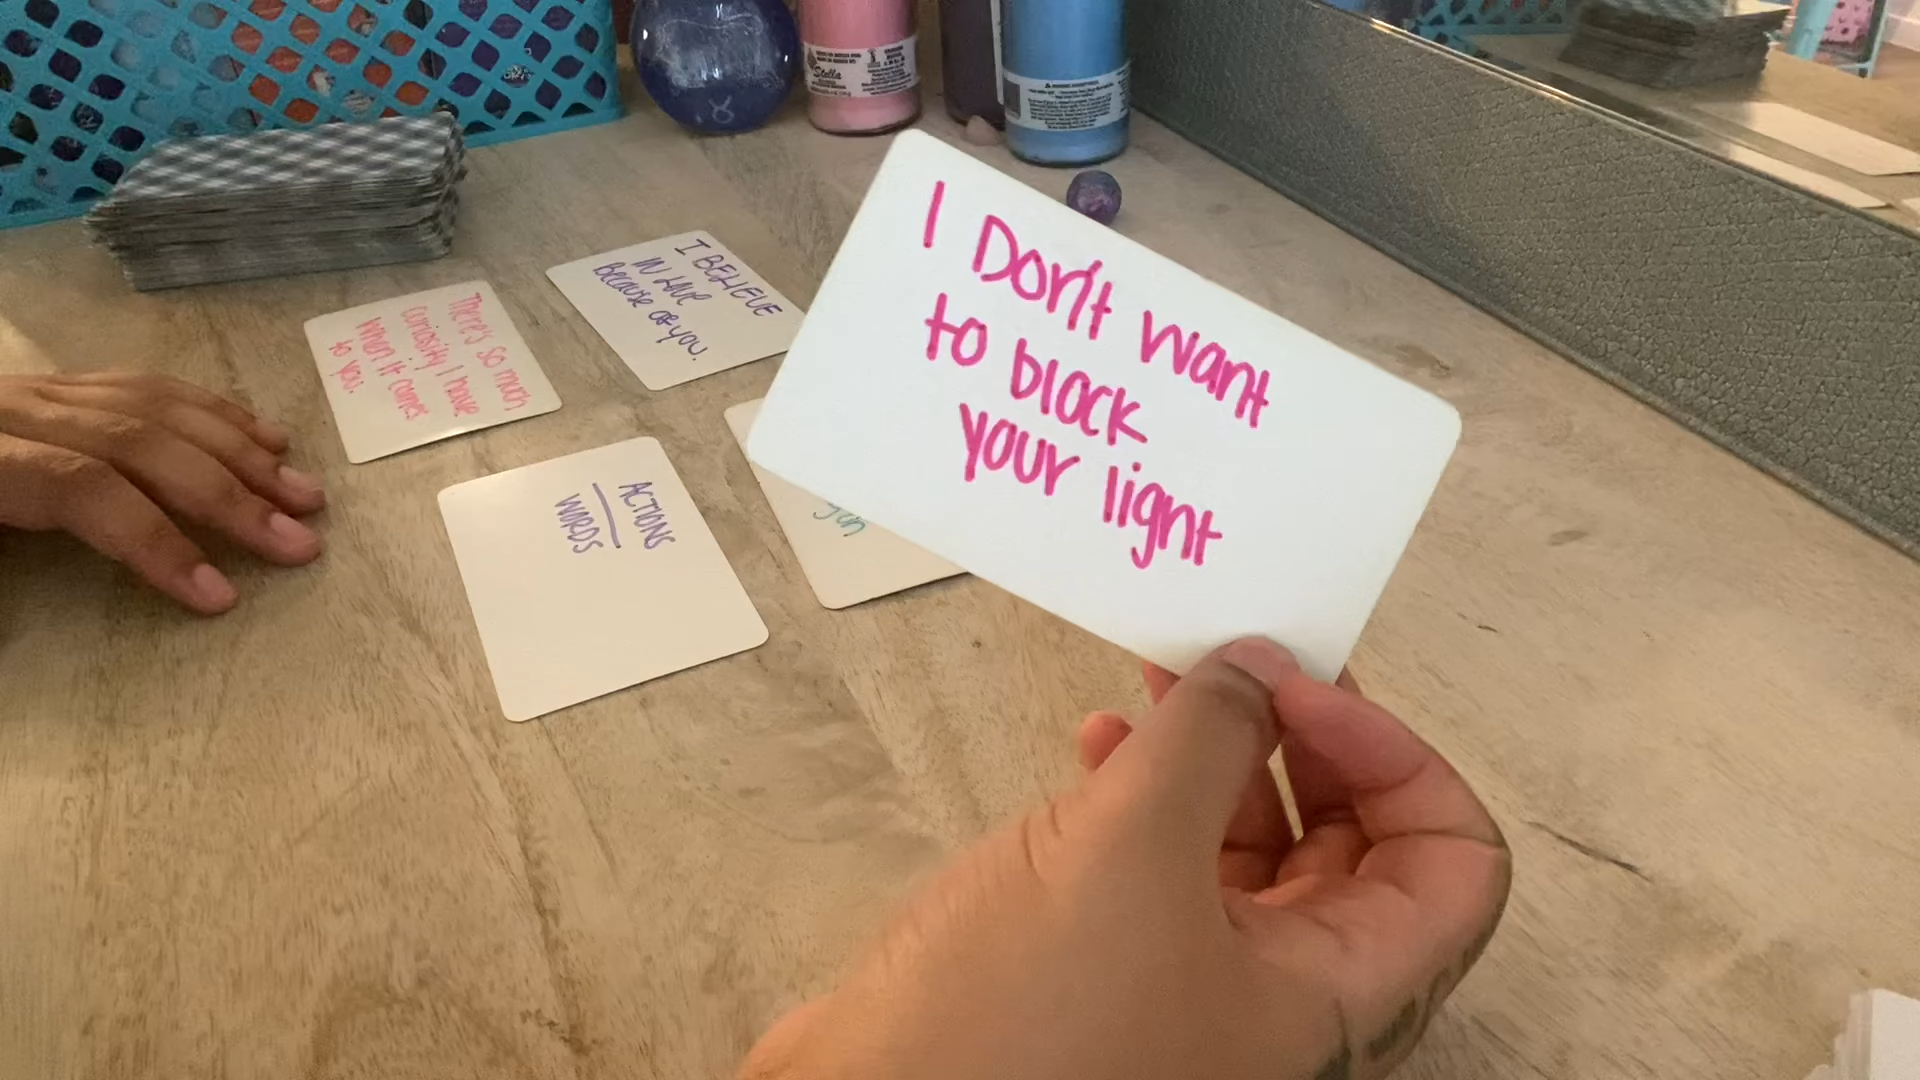 I Don't want
to block
your light
I BELIEVE
IN LOVE
Because of you.
There's so much
curiosity I have
when it comes
to you.
ACTIONS
WORDS
Stella